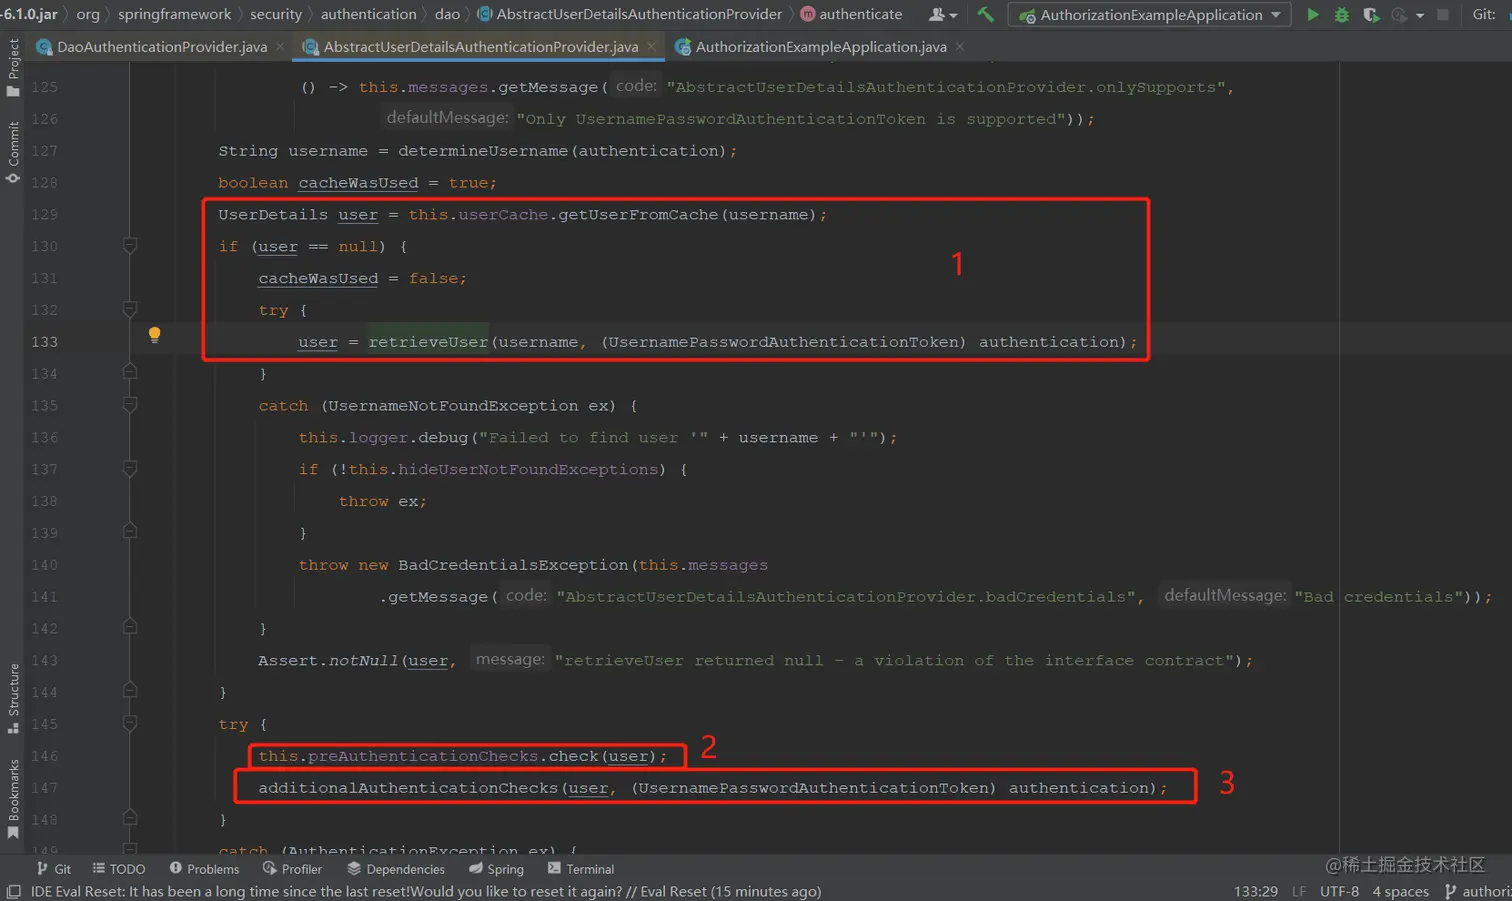 -6.1.0.jar 〉 org 〉 springframework 〉 security 〉 authentication 〉 dao 〉 AbstractUserDetailsAuthenticationProvider 〉 authenticate AuthorizationExampleApplication Git:
DaoAuthenticationProvider.java × AbstractUserDetailsAuthenticationProvider.java × AuthorizationExampleApplication.java ×
Project
Commit
Structure
Bookmarks
125 () -> this.messages.getMessage( code: "AbstractUserDetailsAuthenticationProvider.onlySupports",
126 defaultMessage: "Only UsernamePasswordAuthenticationToken is supported"));
127 String username = determineUsername(authentication);
128 boolean cacheWasUsed = true;
129 UserDetails user = this.userCache.getUserFromCache(username);
130 if (user == null) {
1
131 cacheWasUsed = false;
132 try {
133 user = retrieveUser(username, (UsernamePasswordAuthenticationToken) authentication);
134 }
135 catch (UsernameNotFoundException ex) {
136 this.logger.debug("Failed to find user '" + username + "'");
137 if (!this.hideUserNotFoundExceptions) {
138 throw ex;
139 }
140 throw new BadCredentialsException(this.messages
141 .getMessage( code: "AbstractUserDetailsAuthenticationProvider.badCredentials", defaultMessage: "Bad credentials"));
142 }
143 Assert.notNull(user, message: "retrieveUser returned null - a violation of the interface contract");
144 }
145 try {
146 this.preAuthenticationChecks.check(user); 2
147 additionalAuthenticationChecks(user, (UsernamePasswordAuthenticationToken) authentication); 3
148 }
149 catch (AuthenticationException ex) {
Git TODO Problems Profiler Dependencies Spring Terminal
@稀土掘金技术社区
IDE Eval Reset: It has been a long time since the last reset!Would you like to reset it again? // Eval Reset (15 minutes ago) 133:29 LF UTF-8 4 spaces authori